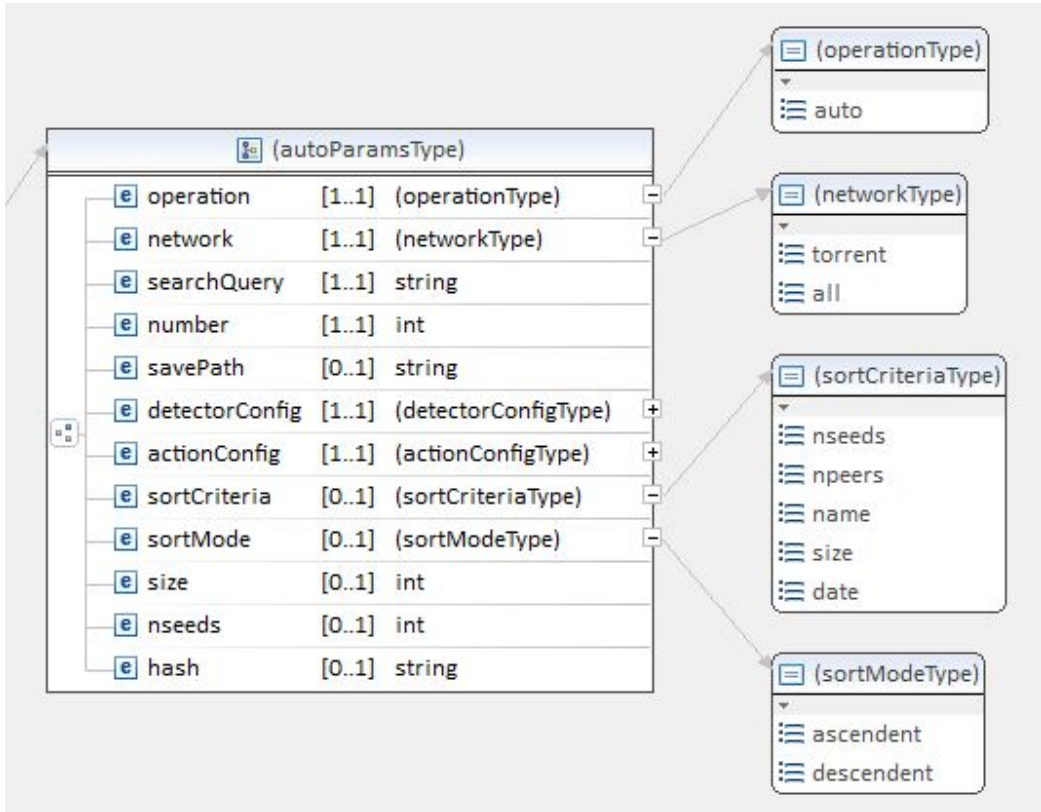 (autoParamsType)
e operation [1..1] (operationType)
e network [1..1] (networkType)
e searchQuery [1..1] string
e number [1..1] int
e savePath [0..1] string
e detectorConfig [1..1] (detectorConfigType)
e actionConfig [1..1] (actionConfigType)
e sortCriteria [0..1] (sortCriteriaType)
e sortMode [0..1] (sortModeType)
e size [0..1] int
e nseeds [0..1] int
e hash [0..1] string
(operationType)
auto
(networkType)
torrent
all
(sortCriteriaType)
nseeds
npeers
name
size
date
(sortModeType)
ascendent
descendent